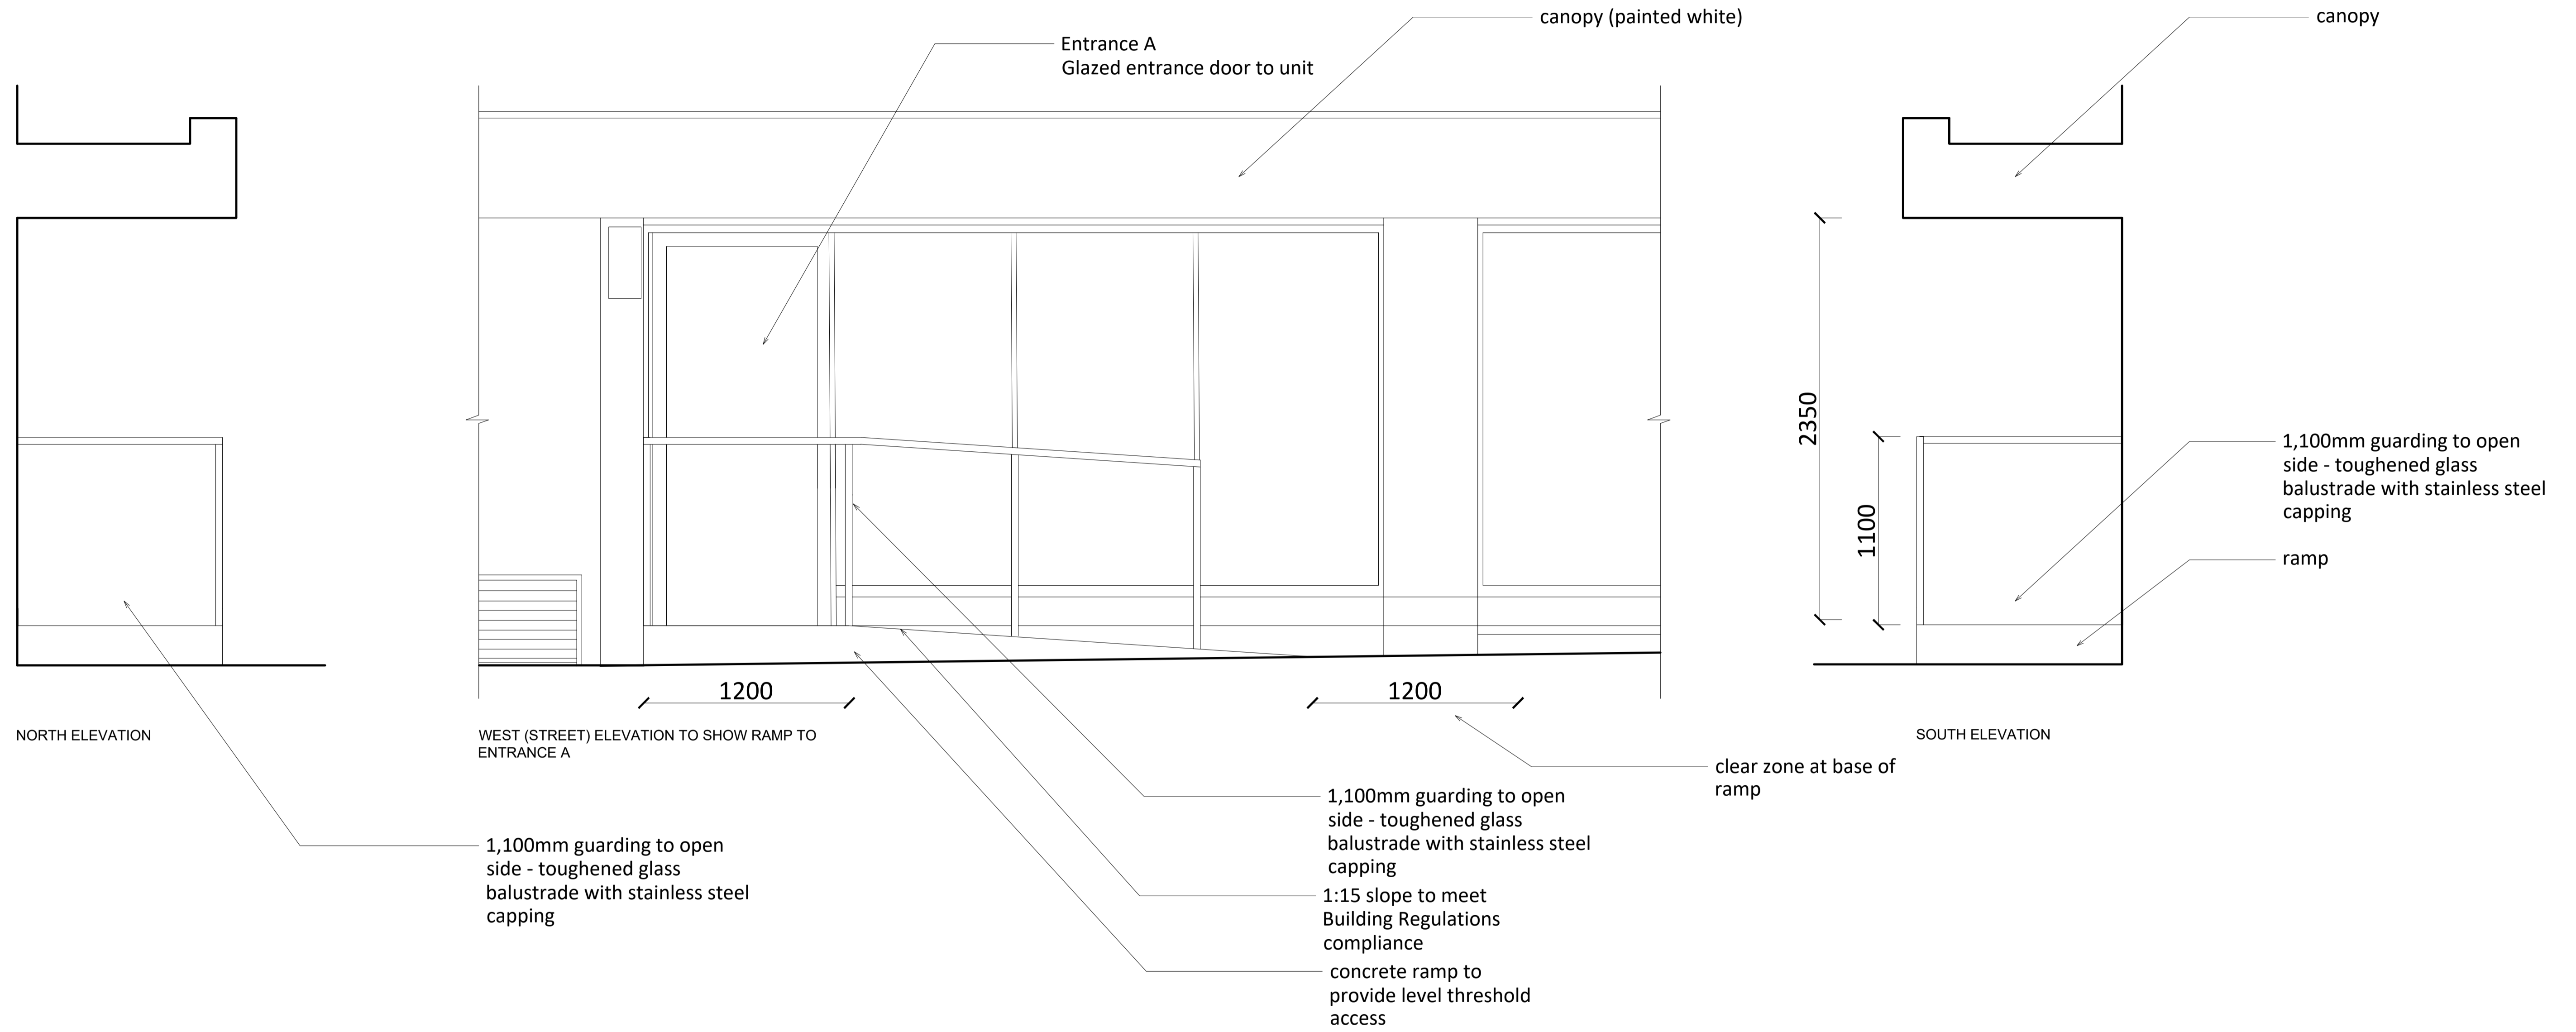 canopy (painted white)
canopy
Entrance A
Glazed entrance door to unit
2350
1100
1,100mm guarding to open
side - toughened glass
balustrade with stainless steel
capping
ramp
1200
1200
NORTH ELEVATION
WEST (STREET) ELEVATION TO SHOW RAMP TO
ENTRANCE A
SOUTH ELEVATION
clear zone at base of
ramp
1,100mm guarding to open
side - toughened glass
balustrade with stainless steel
capping
1,100mm guarding to open
side - toughened glass
balustrade with stainless steel
capping
1:15 slope to meet
Building Regulations
compliance
concrete ramp to
provide level threshold
access